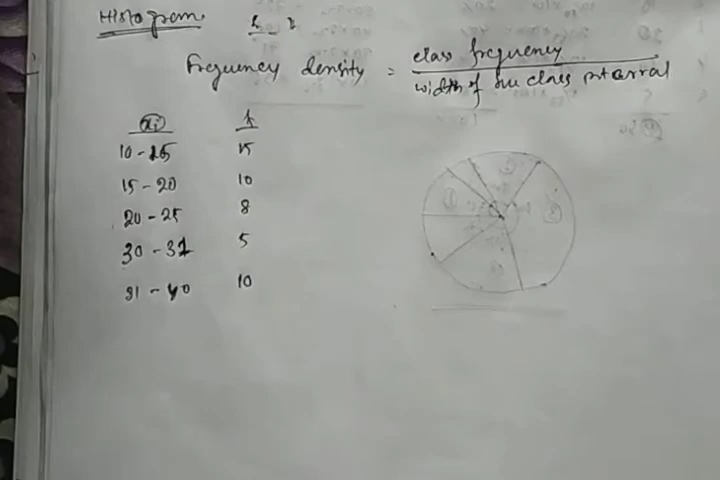 Histogram.
Frequency density = class frequency
width of the class interval
xi f
10 - 15 15
15 - 20 10
20 - 25 8
30 - 31 5
31 - 40 10